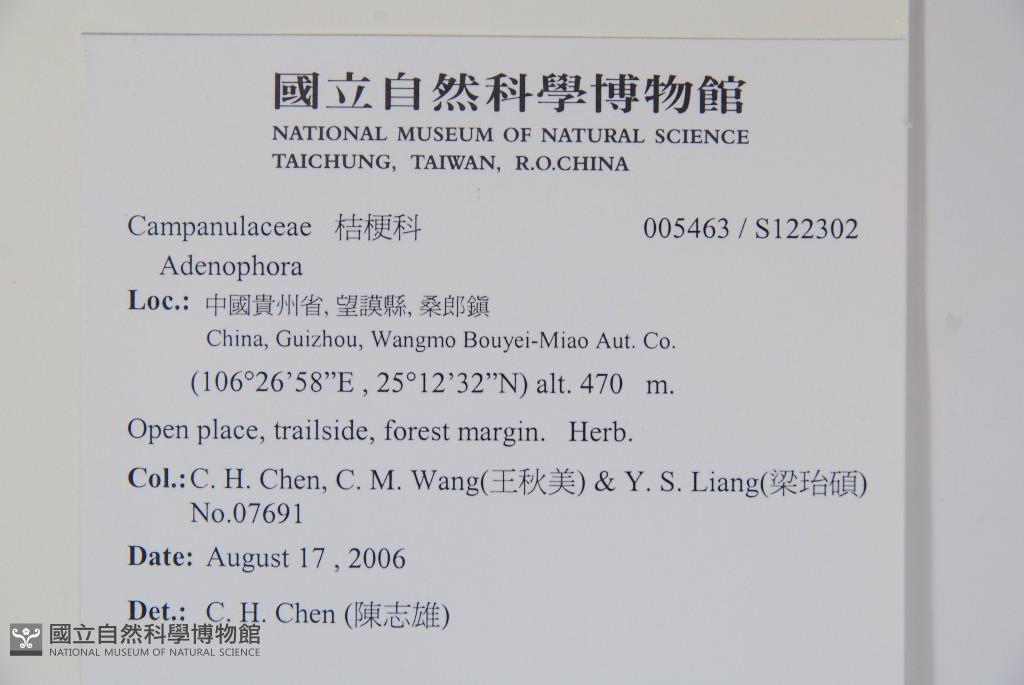 國立自然科學博物館
NATIONAL MUSEUM OF NATURAL SCIENCE
TAICHUNG, TAIWAN, R.O.CHINA
Campanulaceae 桔梗科 005463 / S122302
Adenophora
Loc.: 中國貴州省, 望謨縣, 桑郎鎮
China, Guizhou, Wangmo Bouyei-Miao Aut. Co.
(106°26’58”E , 25°12’32”N) alt. 470 m.
Open place, trailside, forest margin. Herb.
Col.: C. H. Chen, C. M. Wang(王秋美) & Y. S. Liang(梁珆碩)
No.07691
Date: August 17 , 2006
Det.: C. H. Chen (陳志雄)
國立自然科學博物館
NATIONAL MUSEUM OF NATURAL SCIENCE